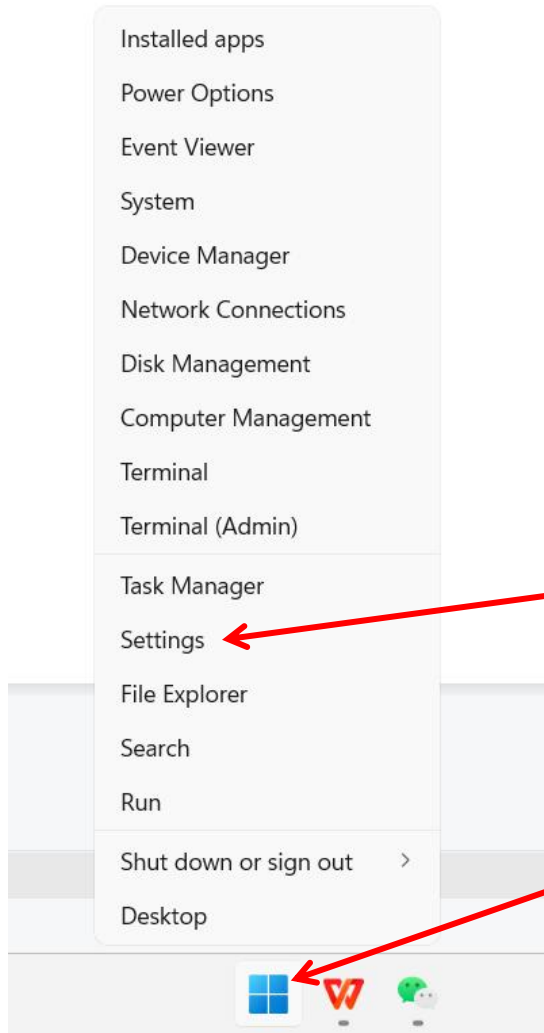 Installed apps
Power Options
Event Viewer
System
Device Manager
Network Connections
Disk Management
Computer Management
Terminal
Terminal (Admin)
Task Manager
Settings
File Explorer
Search
Run
Shut down or sign out
Desktop